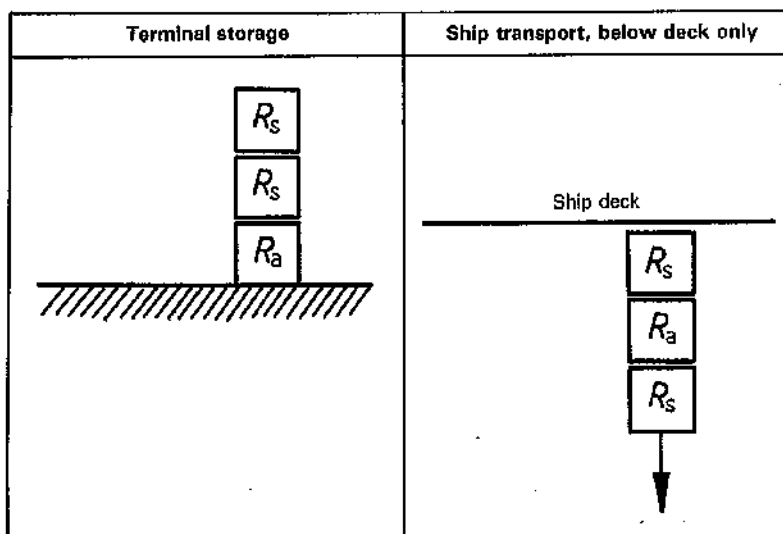 Terminal storage
Ship transport, below deck only
Rs
Rs
Ra
Ship deck
Rs
Ra
Rs